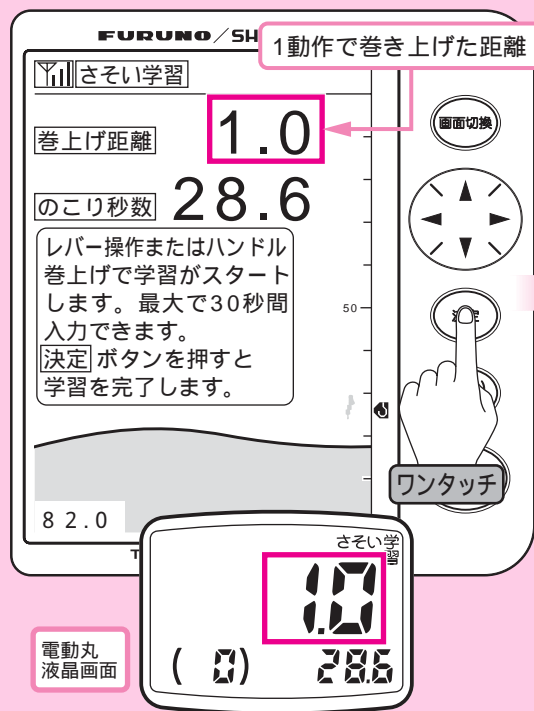 FURUNO/SH
1動作で巻き上げた距離
さそい学習
巻上げ距離
1.0
画面切換
のこり秒数
28.6
レバー操作またはハンドル
巻上げで学習がスタート
します。最大で30秒間
入力できます。
決定 ボタンを押すと
学習を完了します。
50
ワンタッチ
82.0
さそい学
習
1.0
電動丸
液晶画面
( 0)
28.6